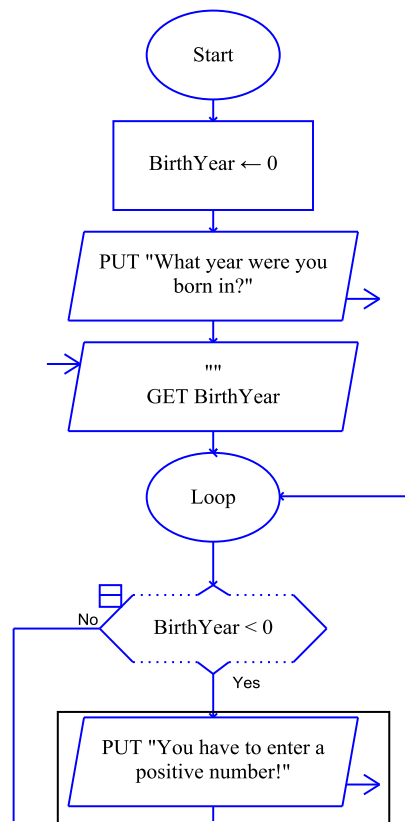 Start
BirthYear ← 0
PUT "What year were you
born in?"
""
GET BirthYear
Loop
BirthYear < 0
No
Yes
PUT "You have to enter a
positive number!"